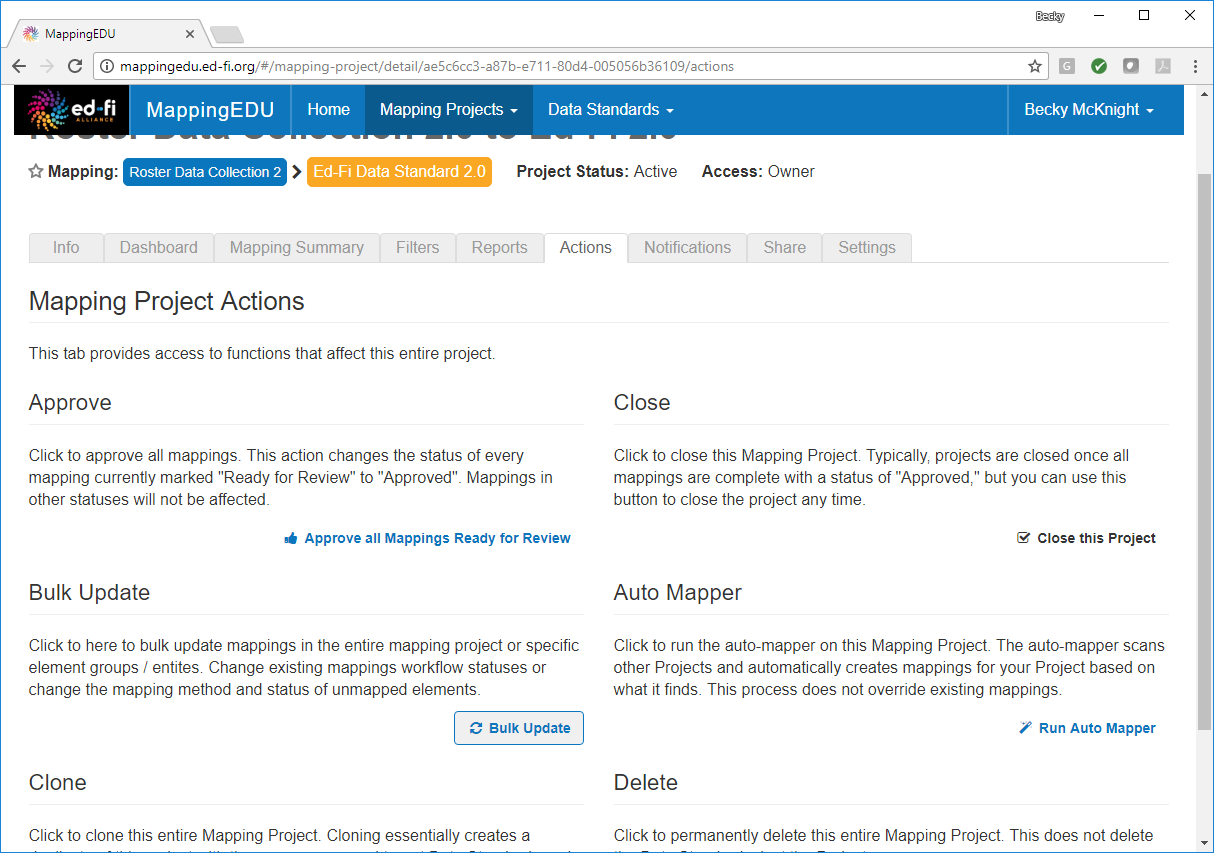 Becky
MappingEDU
mappingedu.ed-fi.org/#/mapping-project/detail/ae5c6cc3-a87b-e711-80d4-005056b36109/actions
G
ed-fi
ALLIANCE
MappingEDU
Home
Mapping Projects
Data Standards
Becky McKnight
Roster Data Collection 2.0 to Ed-Fi 2.0
Mapping: Roster Data Collection 2 Ed-Fi Data Standard 2.0 Project Status: Active Access: Owner
Info Dashboard Mapping Summary Filters Reports Actions Notifications Share Settings
Mapping Project Actions
This tab provides access to functions that affect this entire project.
Approve
Click to approve all mappings. This action changes the status of every
mapping currently marked "Ready for Review" to "Approved". Mappings in
other statuses will not be affected.
Approve all Mappings Ready for Review
Close
Click to close this Mapping Project. Typically, projects are closed once all
mappings are complete with a status of "Approved," but you can use this
button to close the project any time.
Close this Project
Bulk Update
Click to here to bulk update mappings in the entire mapping project or specific
element groups / entites. Change existing mappings workflow statuses or
change the mapping method and status of unmapped elements.
Bulk Update
Auto Mapper
Click to run the auto-mapper on this Mapping Project. The auto-mapper scans
other Projects and automatically creates mappings for your Project based on
what it finds. This process does not override existing mappings.
Run Auto Mapper
Clone
Click to clone this entire Mapping Project. Cloning essentially creates a
Delete
Click to permanently delete this entire Mapping Project. This does not delete